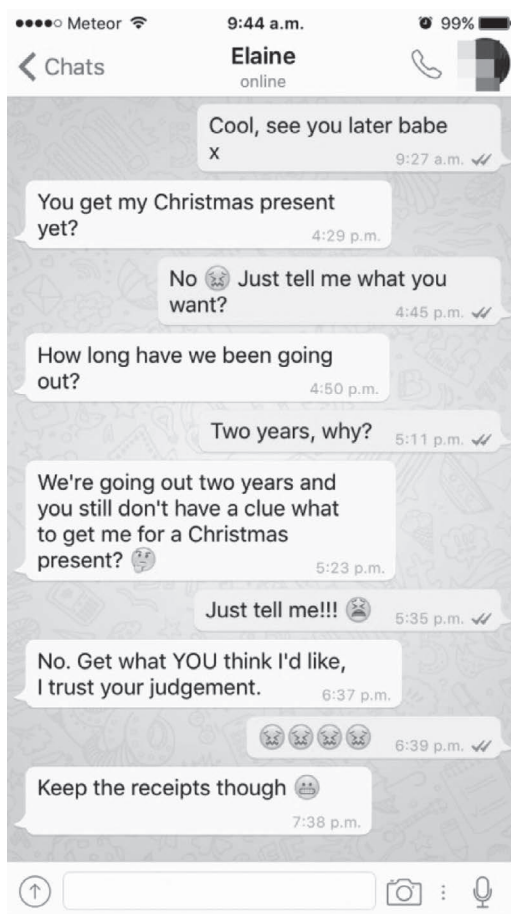 Meteor 9:44 a.m. 99%
Chats Elaine
online
Cool, see you later babe
x 9:27 a.m.
You get my Christmas present
yet? 4:29 p.m.
No 😖 Just tell me what you
want? 4:45 p.m.
How long have we been going
out? 4:50 p.m.
Two years, why? 5:11 p.m.
We're going out two years and
you still don't have a clue what
to get me for a Christmas
present? 🤔 5:23 p.m.
Just tell me!!! 😫 5:35 p.m.
No. Get what YOU think I'd like,
I trust your judgement. 6:37 p.m.
😖😖😖😖 6:39 p.m.
Keep the receipts though 😬
7:38 p.m.